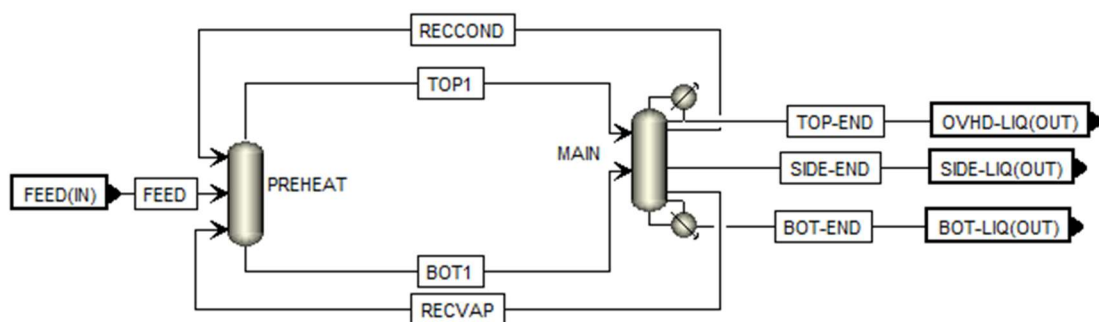 RECCOND
TOP1
TOP-END
OVHD-LIQ(OUT)
MAIN
SIDE-END
SIDE-LIQ(OUT)
PREHEAT
FEED(IN)
FEED
BOT-END
BOT-LIQ(OUT)
BOT1
RECVAP